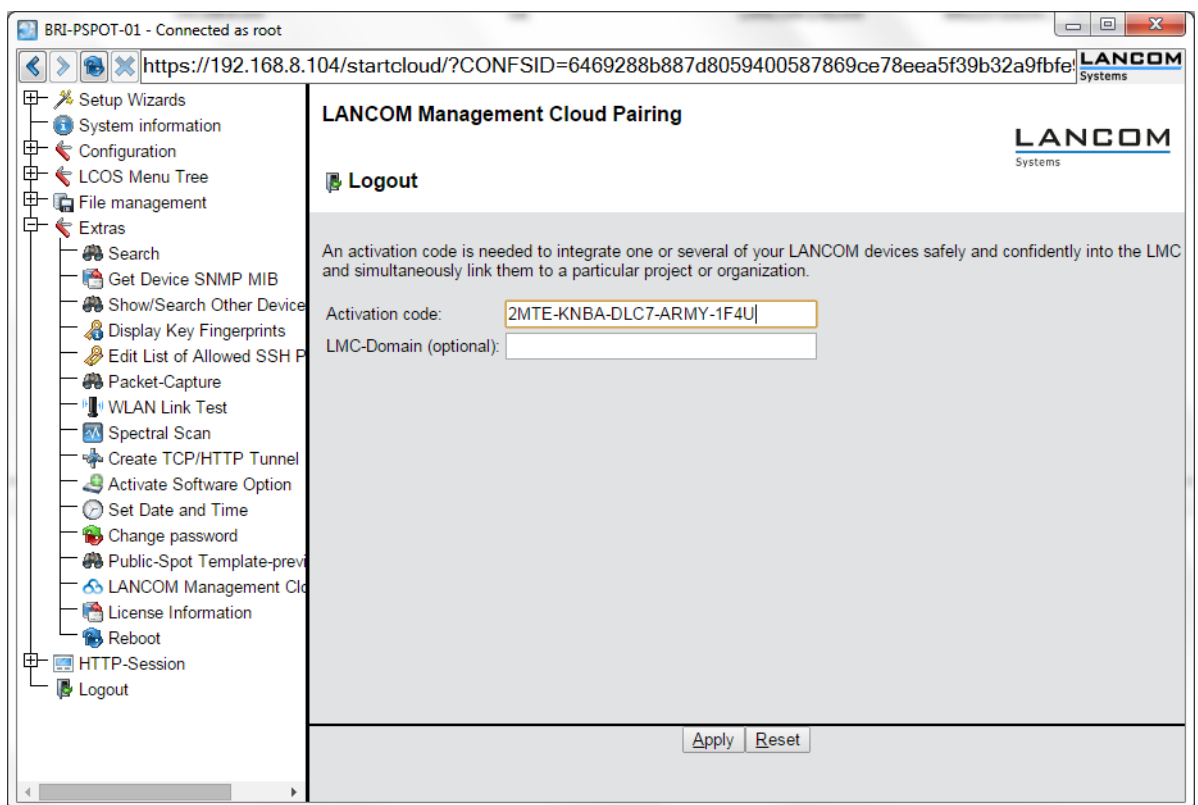 BRI-PSPOT-01 - Connected as root
https://192.168.8.104/startcloud/?CONFSID=6469288b887d8059400587869ce78eea5f39b32a9fbfe
LANCOM
Systems
Setup Wizards
System information
Configuration
LCOS Menu Tree
File management
Extras
Search
Get Device SNMP MIB
Show/Search Other Device
Display Key Fingerprints
Edit List of Allowed SSH P
Packet-Capture
WLAN Link Test
Spectral Scan
Create TCP/HTTP Tunnel
Activate Software Option
Set Date and Time
Change password
Public-Spot Template-previ
LANCOM Management Clo
License Information
Reboot
HTTP-Session
Logout
LANCOM Management Cloud Pairing
LANCOM
Systems
Logout
An activation code is needed to integrate one or several of your LANCOM devices safely and confidently into the LMC
and simultaneously link them to a particular project or organization.
Activation code: 2MTE-KNBA-DLC7-ARMY-1F4U
LMC-Domain (optional):
Apply Reset